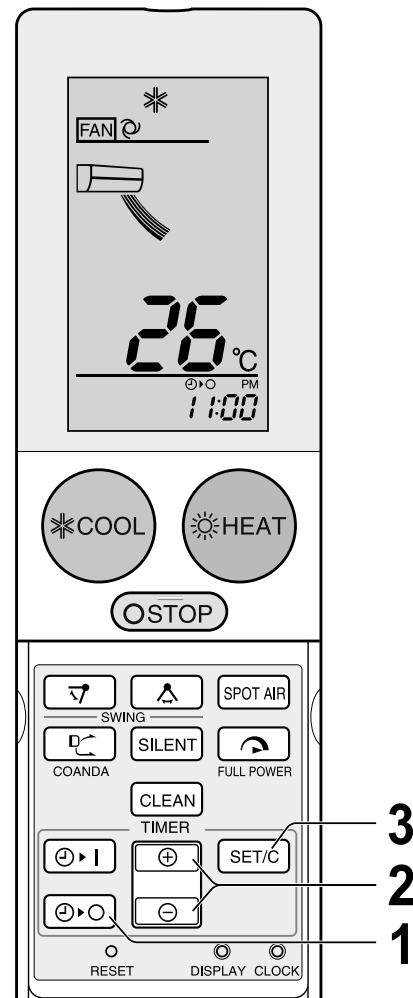 FAN
26°C
PM
11:00
COOL
HEAT
STOP
SPOT AIR
SWING
SILENT
COANDA
FULL POWER
CLEAN
TIMER
SET/C
3
2
1
RESET
DISPLAY
CLOCK